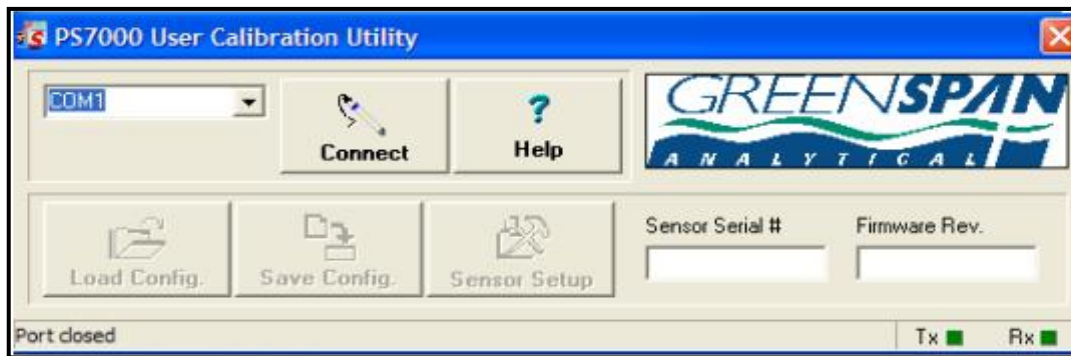 PS7000 User Calibration Utility
COM1
Connect
Help
GREENSPAN
ANALYTICAL
Load Config.
Save Config.
Sensor Setup
Sensor Serial #
Firmware Rev.
Port closed
Tx
Rx